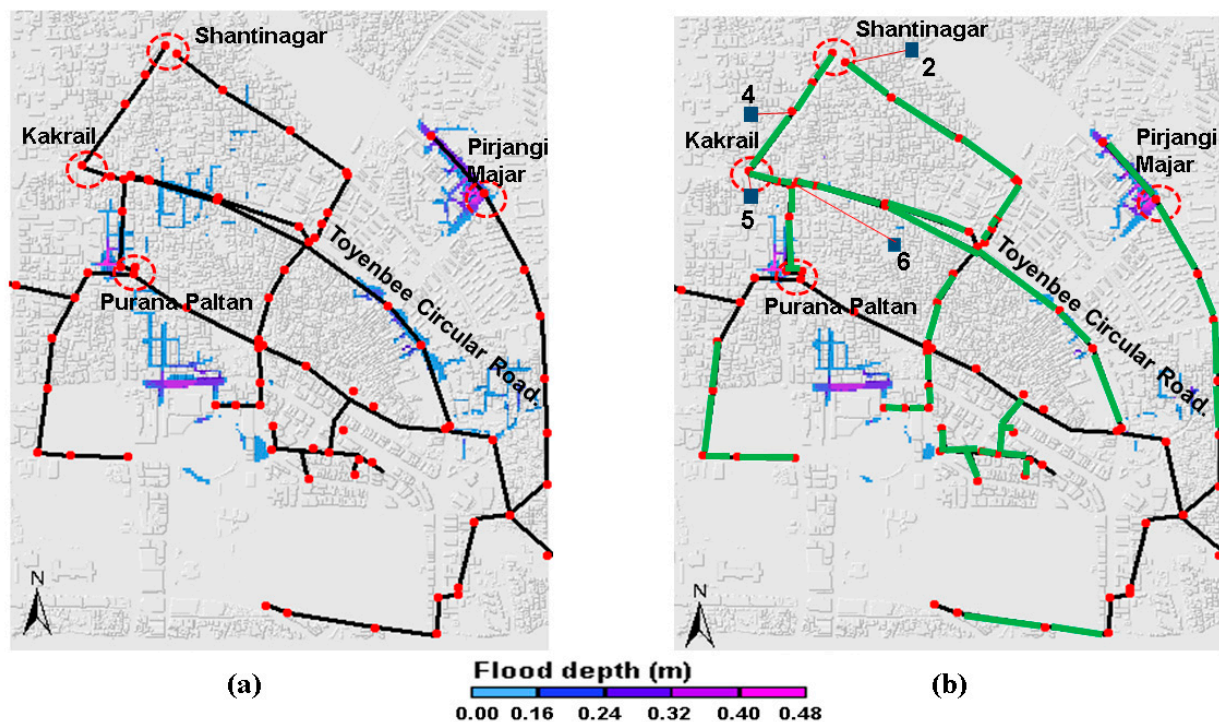 Shantinagar
Kakrail
Pirjangi
Majar
Toyenbee Circular Road.
Purana Paltan
N
(a)
Shantinagar
2
4
Kakrail
Pirjangi
Majar
5
6
Toyenbee Circular Road.
Purana Paltan
N
(b)
Flood depth (m)
0.00 0.16 0.24 0.32 0.40 0.48